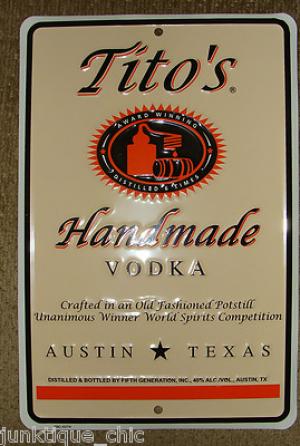 Tito's®
AWARD WINNING
DISTILLED 6 TIMES
Handmade
VODKA
Crafted in an Old Fashioned Potstill
Unanimous Winner World Spirits Competition
AUSTIN ★ TEXAS
DISTILLED & BOTTLED BY FIFTH GENERATION, INC., 40% ALC./VOL., AUSTIN, TX
junktique_chic